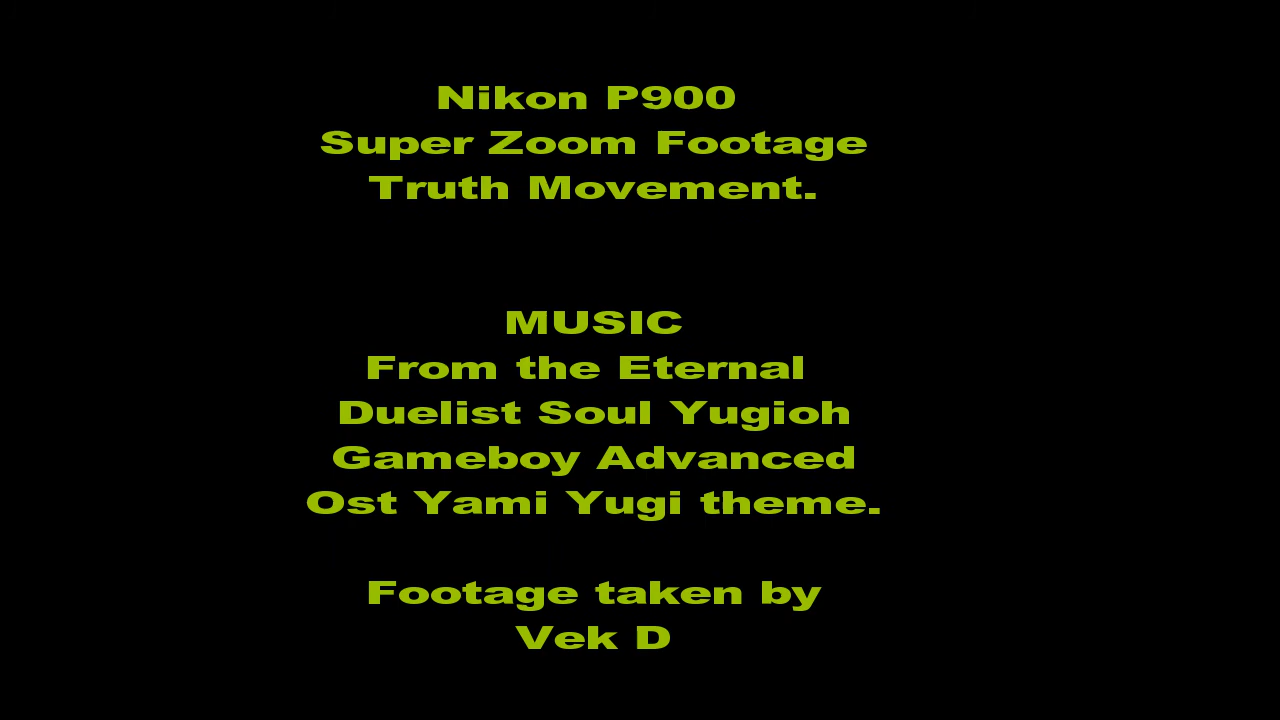 Nikon P900
Super Zoom Footage
Truth Movement.
MUSIC
From the Eternal
Duelist Soul Yugioh
Gameboy Advanced
Ost Yami Yugi theme.
Footage taken by
Vek D